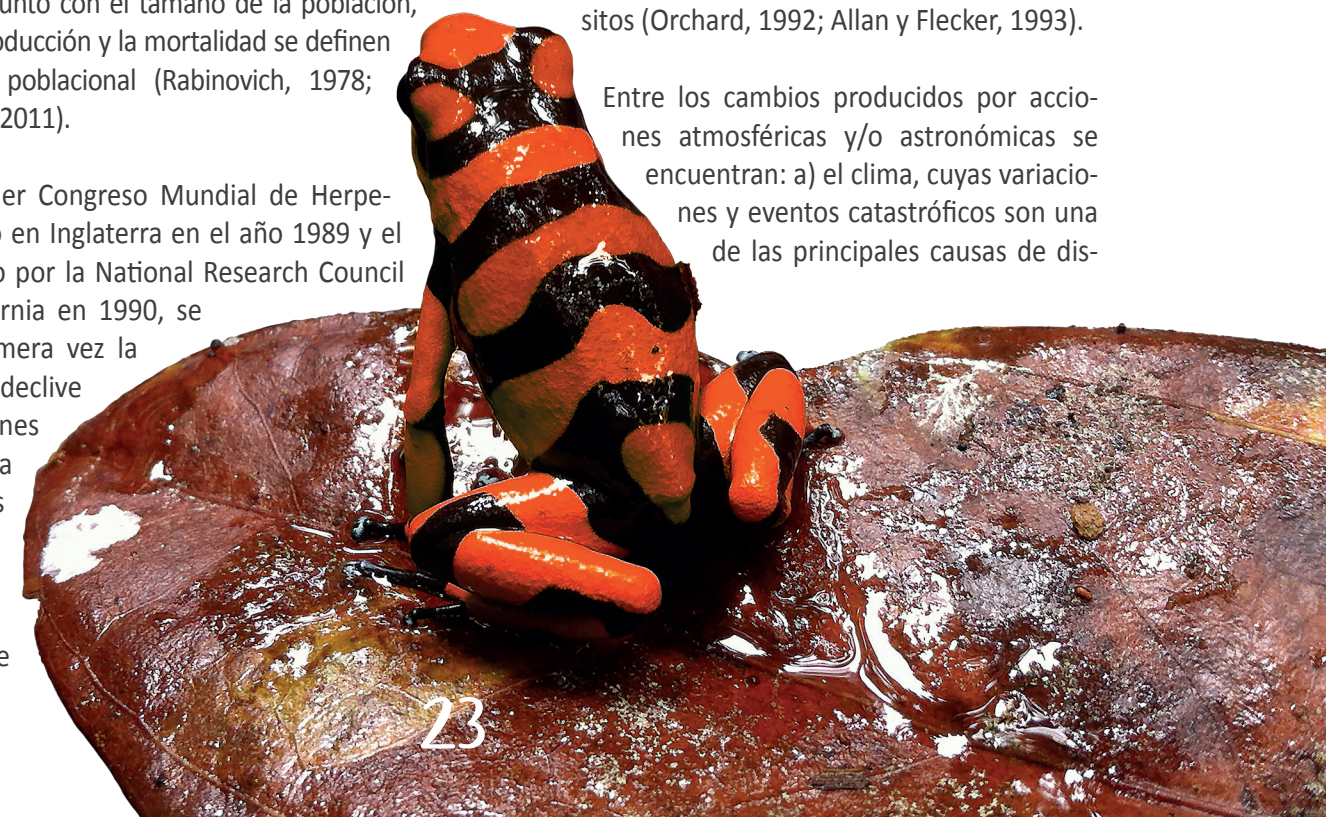 unto con el tamaño de la población,
oducción y la mortalidad se definen
poblacional (Rabinovich, 1978;
2011).
er Congreso Mundial de Herpe-
o en Inglaterra en el año 1989 y el
o por la National Research Council
rnia en 1990, se
mera vez la
declive
nes
a
s
e
sitos (Orchard, 1992; Allan y Flecker, 1993).
Entre los cambios producidos por accio-
nes atmosféricas y/o astronómicas se
encuentran: a) el clima, cuyas variacio-
nes y eventos catastróficos son una
de las principales causas de dis-
23